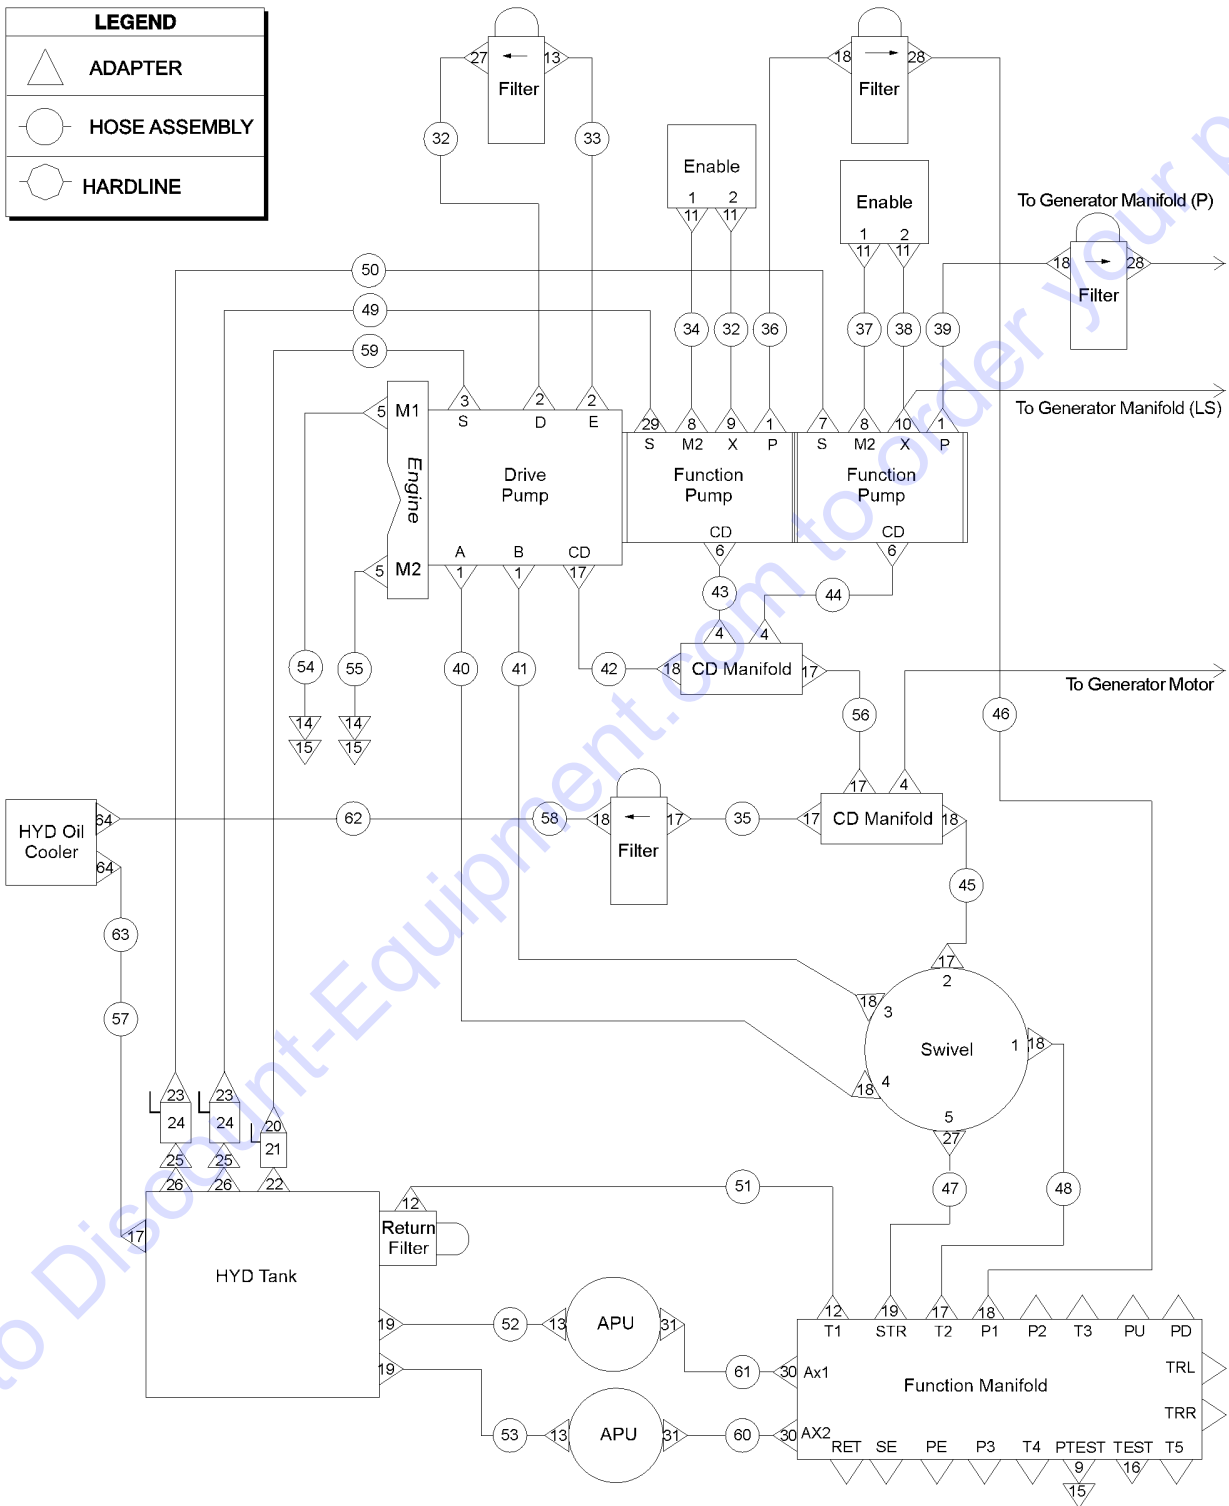 LEGEND
ADAPTER
HOSE ASSEMBLY
HARDLINE
27
13
Filter
32
33
18
28
Filter
Enable
1 2
11 11
Enable
1 2
11 11
To Generator Manifold (P)
18
28
Filter
50
49
59
34
32
36
37
38
39
To Generator Manifold (LS)
5
M1
3
S
2
D
2
E
29
S
8
M2
9
X
1
P
7
S
8
M2
10
X
1
P
Engine
Drive
Pump
Function
Pump
Function
Pump
5
M2
A
1
B
1
CD
17
CD
6
CD
6
43
44
4
4
54
55
40
41
42
18
CD Manifold
17
To Generator Motor
14
15
14
15
56
46
17
4
HYD Oil
Cooler
64
64
62
58
18
17
Filter
35
17
CD Manifold
18
45
63
57
17
2
18
3
Swivel
1
18
18
4
5
27
23
24
25
26
23
24
25
26
20
21
22
51
47
48
12
Return
Filter
17
HYD Tank
19
52
13
APU
31
19
53
13
APU
31
61
60
12
T1
19
STR
17
T2
18
P1
P2
T3
PU
PD
30
Ax1
TRL
Function Manifold
TRR
30
AX2
RET
SE
PE
P3
T4
PTEST
9
15
TEST
16
T5
to Discount-Equipment.com to order your p